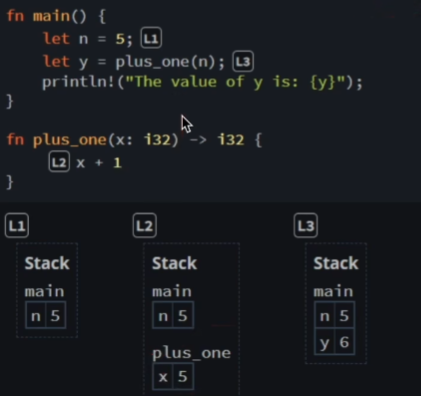 fn main() {
let n = 5; L1
let y = plus_one(n); L3
println!("The value of y is: {y}");
}
fn plus_one(x: i32) -> i32 {
L2 x + 1
}
L1 L2 L3
Stack Stack Stack
main main main
n 5 n 5 n 5
y 6
plus_one
x 5